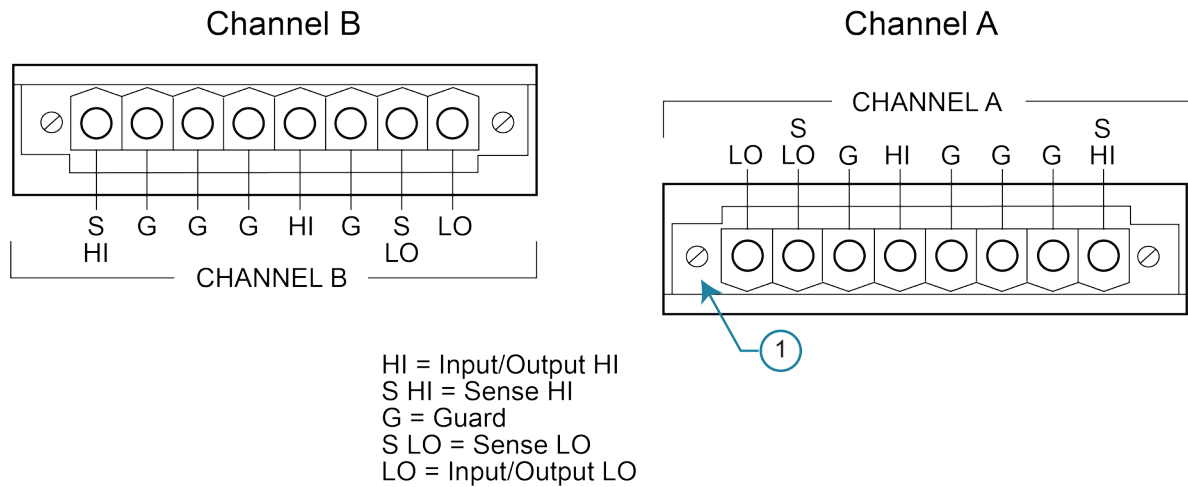 Channel B
S G G G HI G S LO
HI LO
CHANNEL B
Channel A
CHANNEL A
S S
LO LO G HI G G G HI
1
HI = Input/Output HI
S HI = Sense HI
G = Guard
S LO = Sense LO
LO = Input/Output LO